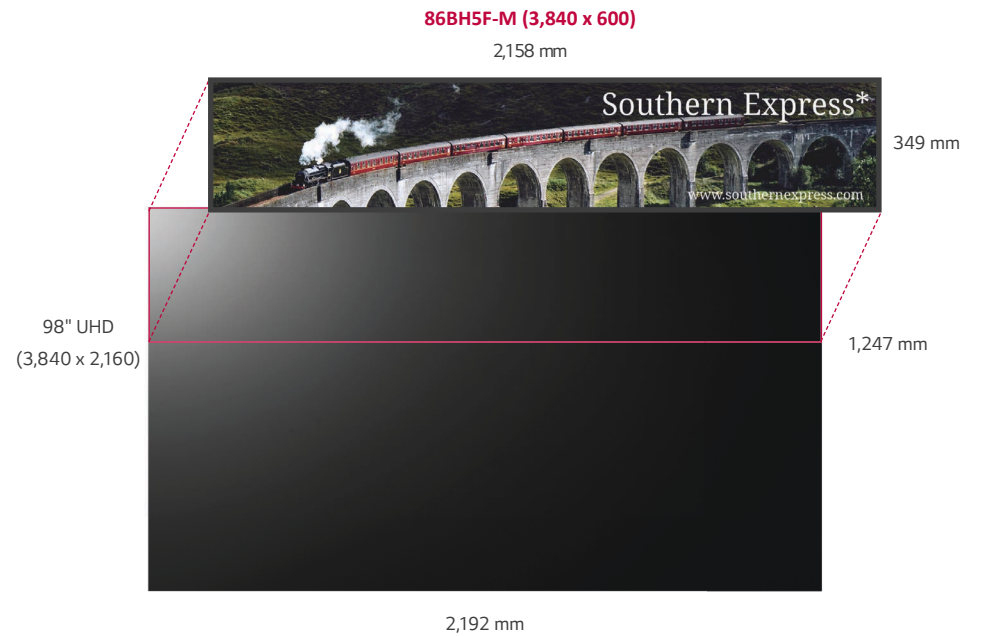 86BH5F-M (3,840 x 600)
2,158 mm
Southern Express*
349 mm
www.southernexpress.com
98" UHD
(3,840 x 2,160)
1,247 mm
2,192 mm